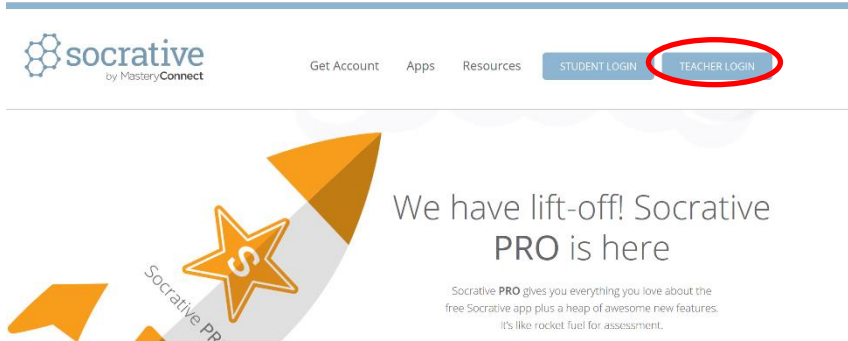 socrative
by MasteryConnect
Get Account Apps Resources STUDENT LOGIN TEACHER LOGIN
We have lift-off! Socrative
PRO is here
S
Socrative PR
Socrative PRO gives you everything you love about the
free Socrative app plus a heap of awesome new features.
It's like rocket fuel for assessment.